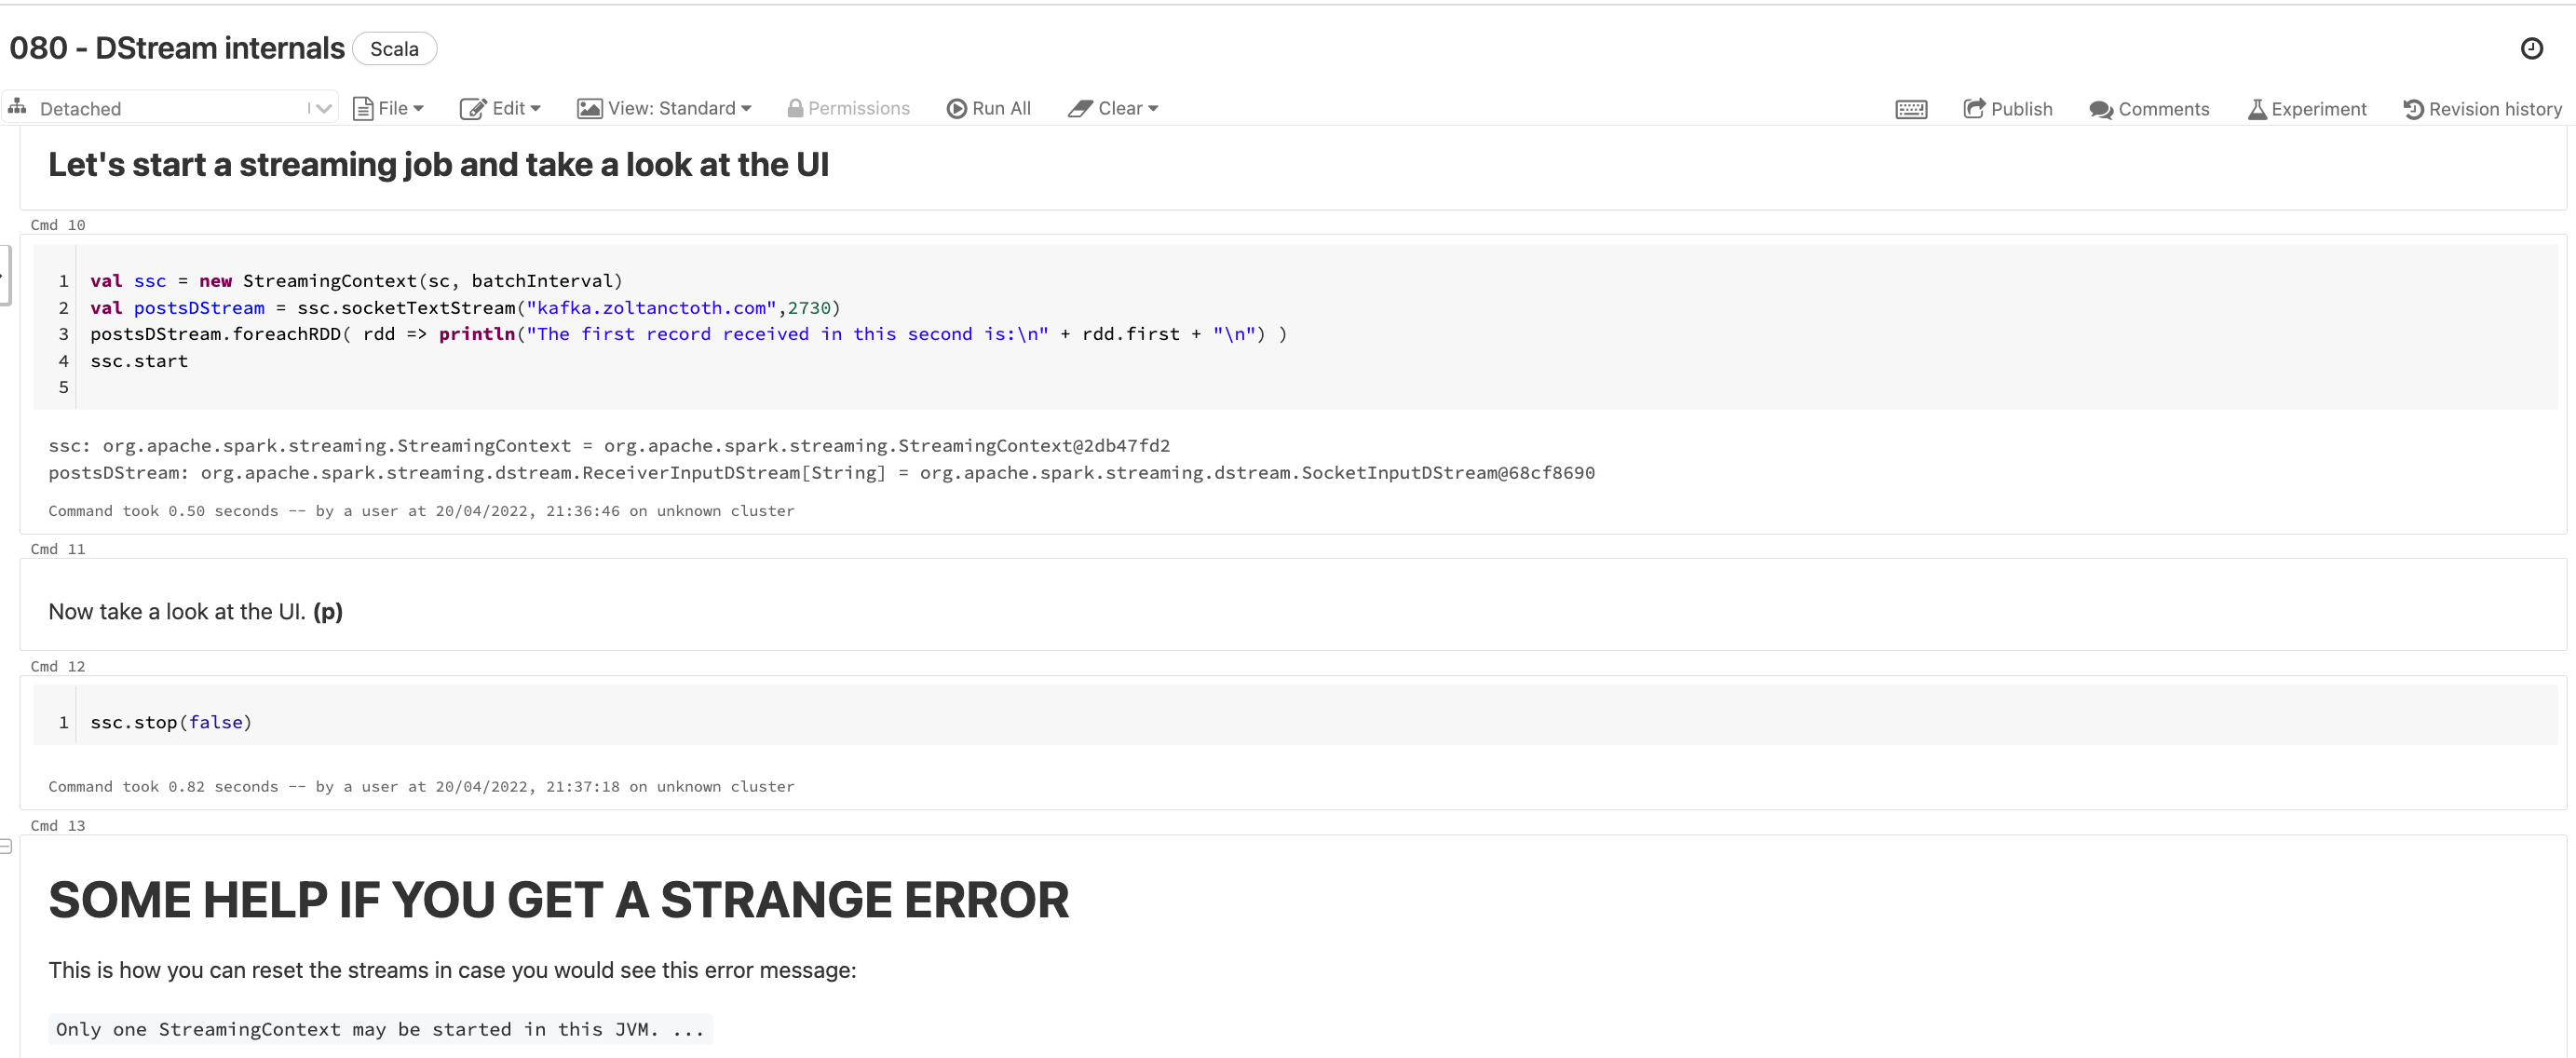 080 - DStream internals Scala
Detached File Edit View: Standard Permissions Run All Clear Publish Comments Experiment Revision history
Let's start a streaming job and take a look at the UI
Cmd 10
1 val ssc = new StreamingContext(sc, batchInterval)
2 val postsDStream = ssc.socketTextStream("kafka.zoltanctoth.com",2730)
3 postsDStream.foreachRDD( rdd => println("The first record received in this second is:\n" + rdd.first + "\n") )
4 ssc.start
5
ssc: org.apache.spark.streaming.StreamingContext = org.apache.spark.streaming.StreamingContext@2db47fd2
postsDStream: org.apache.spark.streaming.dstream.ReceiverInputDStream[String] = org.apache.spark.streaming.dstream.SocketInputDStream@68cf8690
Command took 0.50 seconds -- by a user at 20/04/2022, 21:36:46 on unknown cluster
Cmd 11
Now take a look at the UI. (p)
Cmd 12
1 ssc.stop(false)
Command took 0.82 seconds -- by a user at 20/04/2022, 21:37:18 on unknown cluster
Cmd 13
SOME HELP IF YOU GET A STRANGE ERROR
This is how you can reset the streams in case you would see this error message:
Only one StreamingContext may be started in this JVM. ...